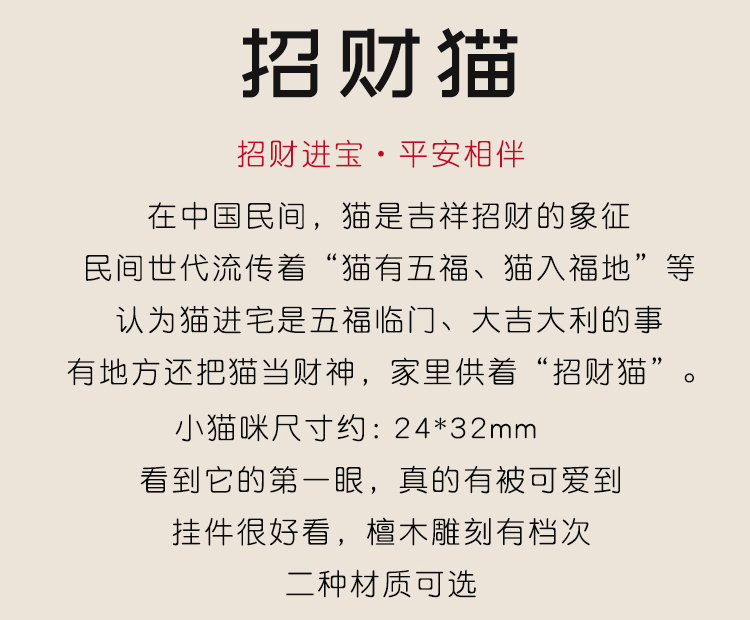 招财猫
招财进宝·平安相伴
在中国民间，猫是吉祥招财的象征
民间世代流传着“猫有五福、猫入福地”等
认为猫进宅是五福临门、大吉大利的事
有地方还把猫当财神，家里供着“招财猫”。
小猫咪尺寸约：24*32mm
看到它的第一眼，真的有被可爱到
挂件很好看，檀木雕刻有档次
二种材质可选